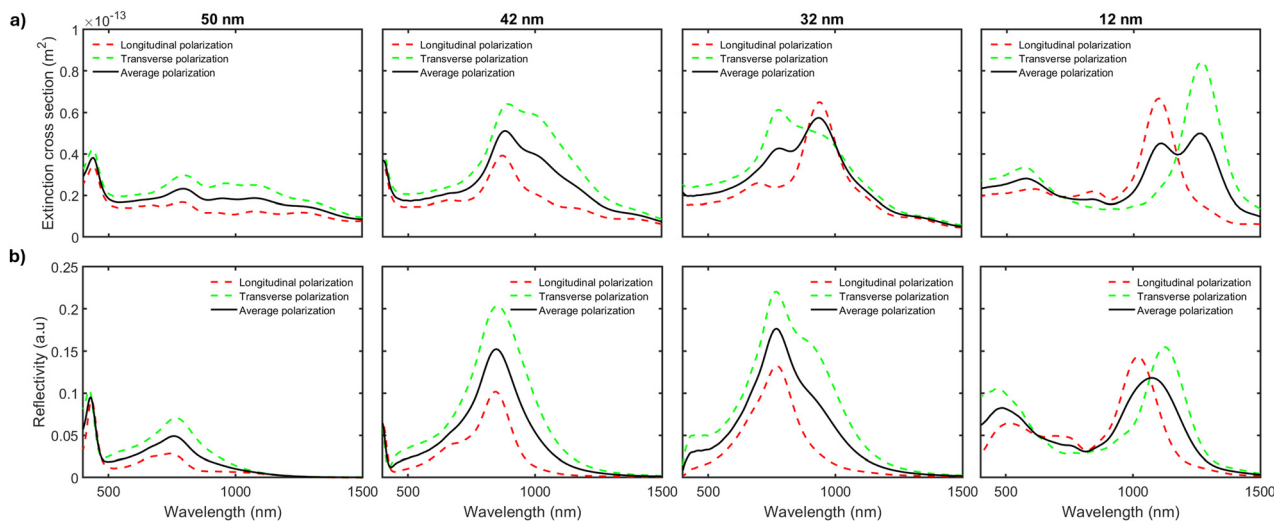 a)
×10⁻¹³
50 nm
42 nm
32 nm
12 nm
Extinction cross section (m²)
1
0.8
0.6
0.4
0.2
0
Longitudinal polarization
Transverse polarization
Average polarization
Longitudinal polarization
Transverse polarization
Average polarization
Longitudinal polarization
Transverse polarization
Average polarization
Longitudinal polarization
Transverse polarization
Average polarization
b)
Reflectivity (a.u)
0.25
0.2
0.15
0.1
0.05
0
Longitudinal polarization
Transverse polarization
Average polarization
Longitudinal polarization
Transverse polarization
Average polarization
Longitudinal polarization
Transverse polarization
Average polarization
Longitudinal polarization
Transverse polarization
Average polarization
500 1000 1500
500 1000 1500
500 1000 1500
500 1000 1500
Wavelength (nm)
Wavelength (nm)
Wavelength (nm)
Wavelength (nm)